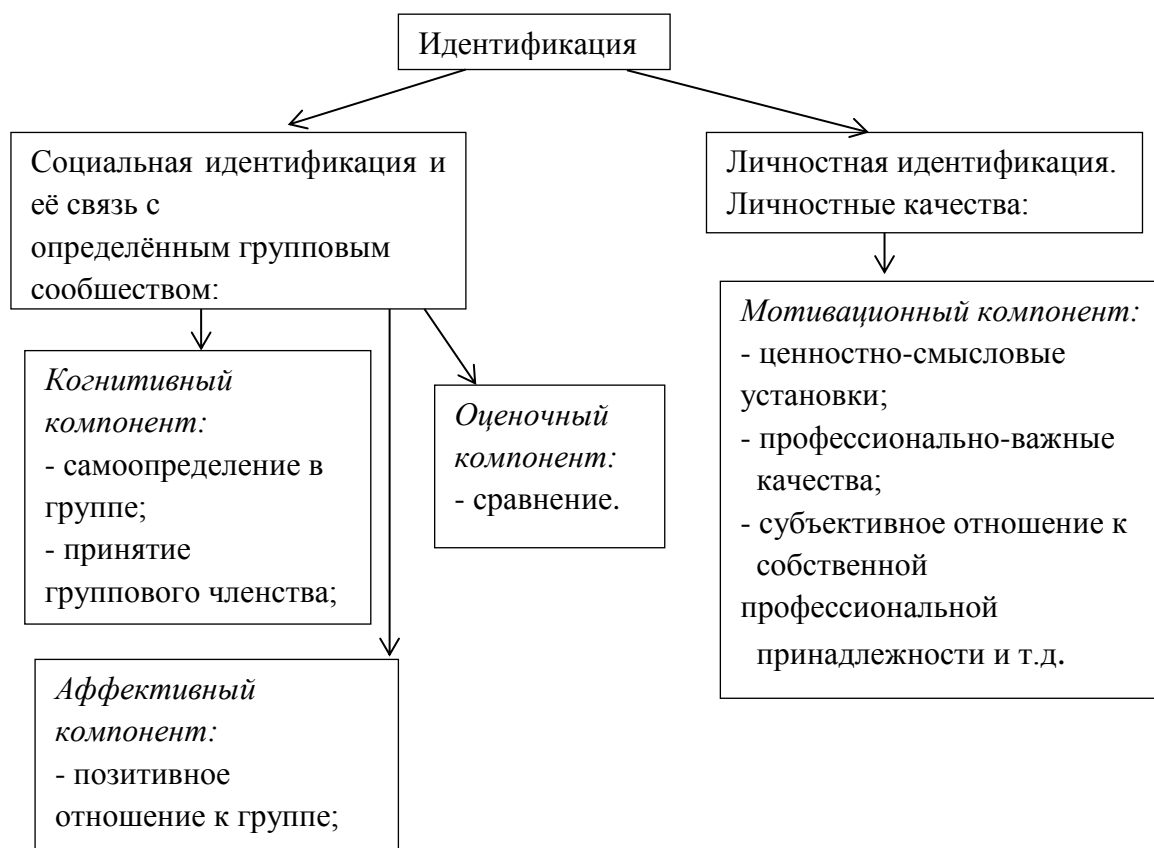 Идентификация
Социальная идентификация и
её связь с
определённым групповым
сообшеством:
Личностная идентификация.
Личностные качества:
Когнитивный
компонент:
- самоопределение в
группе;
- принятие
группового членства;
Оценочный
компонент:
- сравнение.
Мотивационный компонент:
- ценностно-смысловые
установки;
- профессионально-важные
качества;
- субъективное отношение к
собственной
профессиональной
принадлежности и т.д.
Аффективный
компонент:
- позитивное
отношение к группе;